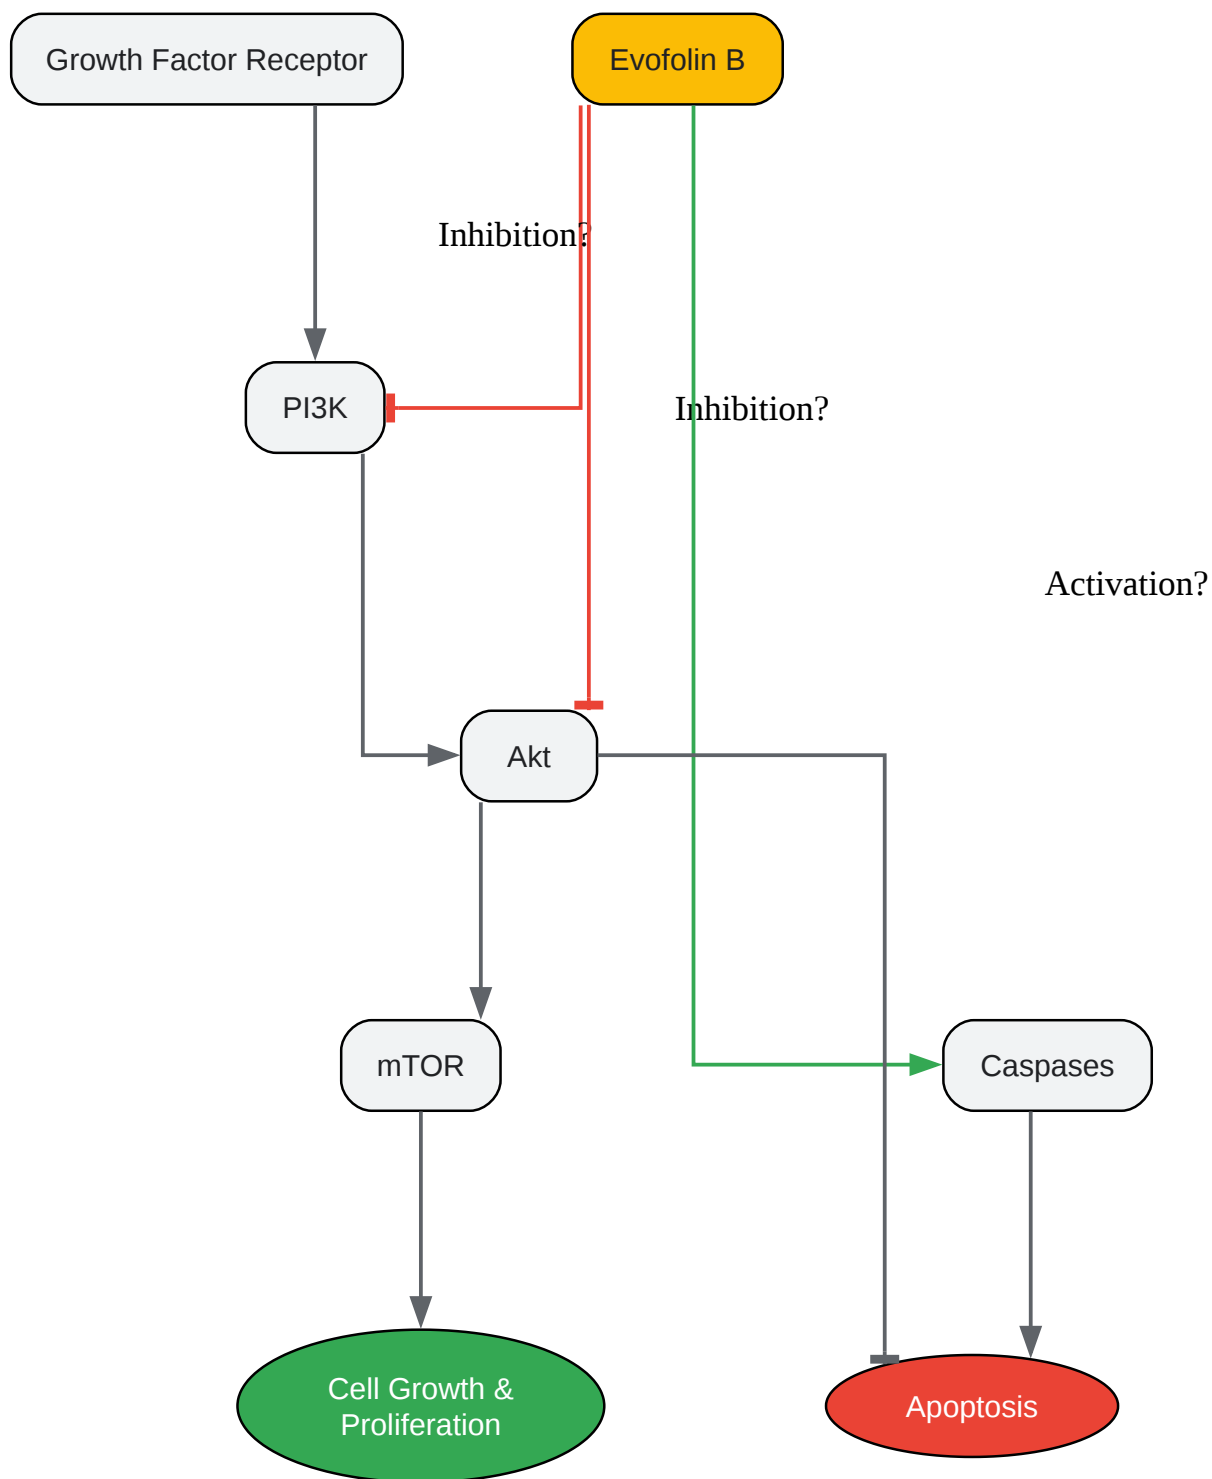 Growth Factor Receptor
Evofolin B
Inhibition?
PI3K
Inhibition?
Activation?
Akt
mTOR
Caspases
Cell Growth &
Proliferation
Apoptosis